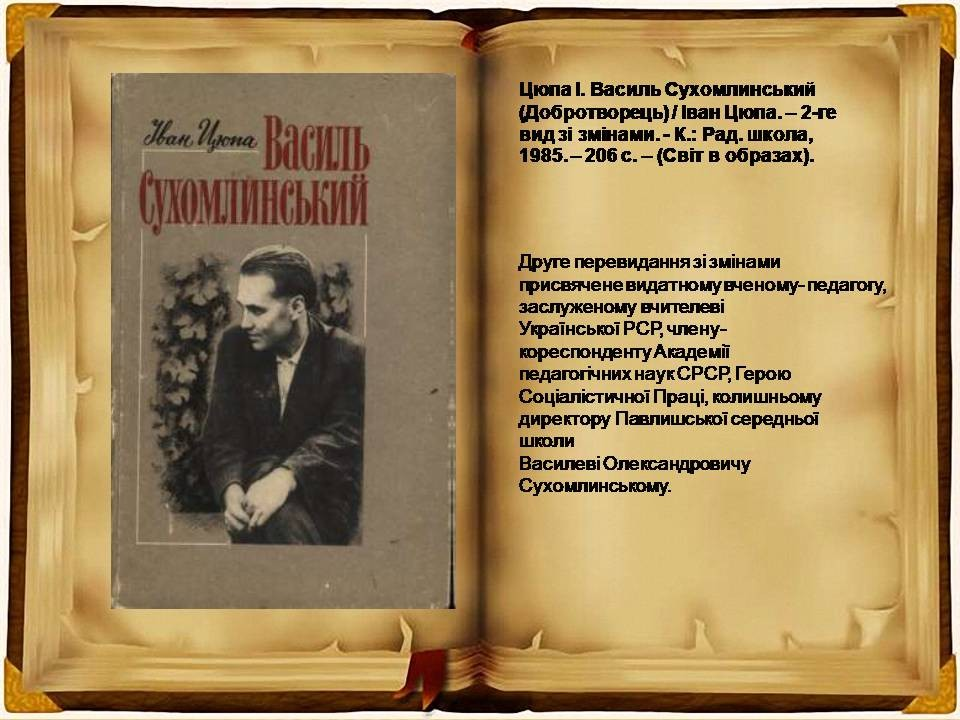 Іван Цюпа Василь
Сухомлинський
Цюпа І. Василь Сухомлинський
(Добротворець) / Іван Цюпа. – 2-ге
вид зі змінами. - К.: Рад. школа,
1985. – 206 с. – (Світ в образах).
Друге перевидання зі змінами
присвячене видатному вченому- педагогу,
заслуженому вчителеві
Української РСР, члену-
кореспонденту Академії
педагогічних наук СРСР, Герою
Соціалістичної Праці, колишньому
директору Павлишської середньої
школи
Василеві Олександровичу
Сухомлинському.